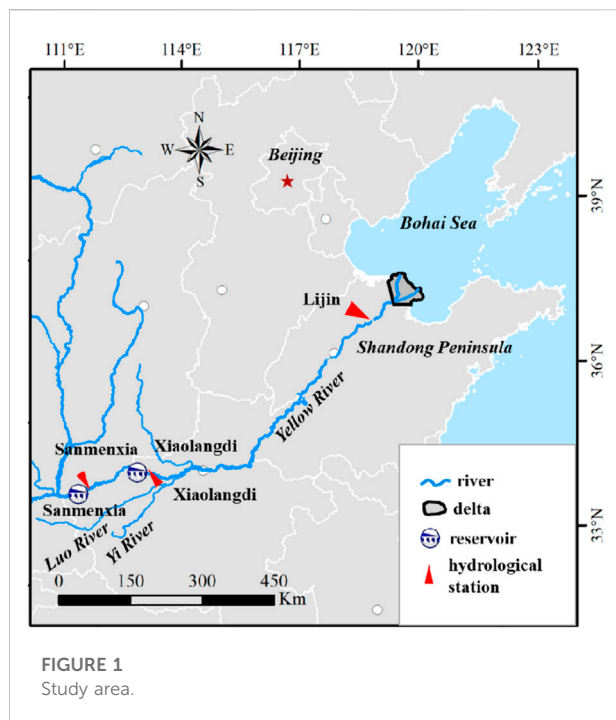 111°E 114°E 117°E 120°E 123°E
N
W E
S
Beijing
39°N
Bohai Sea
Lijin
Shandong Peninsula
36°N
Yellow River
Sanmenxia
Xiaolangdi
Xiaolangdi
Sanmenxia
Luo River
Yi River
33°N
0 150 300 450
Km
river
delta
reservoir
hydrological
station
FIGURE 1
Study area.